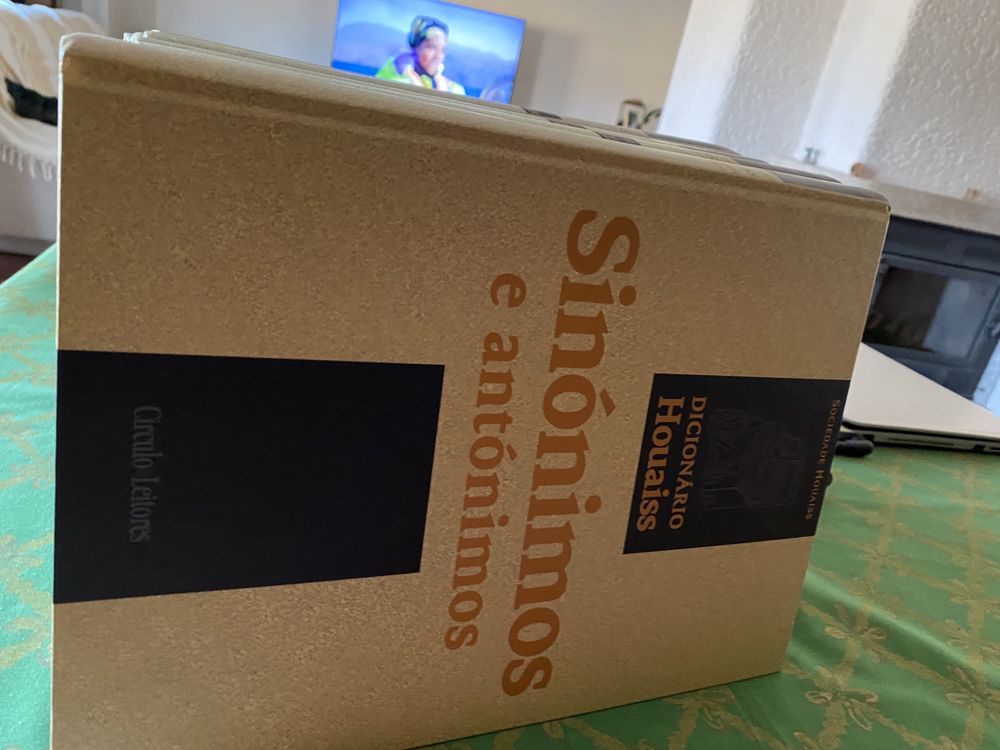 SOCIEDADE HOUAISS
DICIONÁRIO
Houaiss
Sinónimos
e antónimos
Círculo Leitores